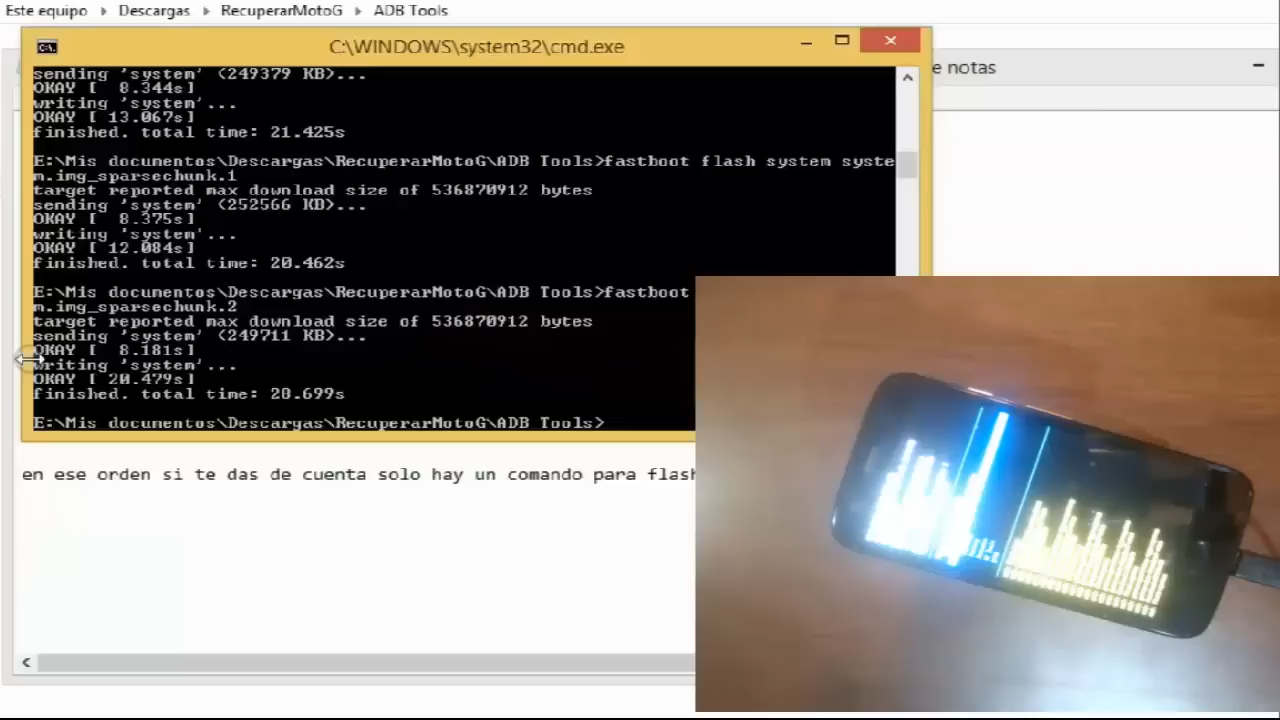 Este equipo ▸ Descargas ▸ RecuperarMotoG ▸ ADB Tools
C:\WINDOWS\system32\cmd.exe
e notas
sending 'system' (249379 KB)...
OKAY [  8.344s]
writing 'system'...
OKAY [ 13.067s]
finished. total time: 21.425s
E:\Mis documentos\Descargas\RecuperarMotoG\ADB Tools>fastboot flash system syste
m.img_sparsechunk.1
target reported max download size of 536870912 bytes
sending 'system' (252566 KB)...
OKAY [  8.375s]
writing 'system'...
OKAY [ 12.084s]
finished. total time: 20.462s
E:\Mis documentos\Descargas\RecuperarMotoG\ADB Tools>fastboot
m.img_sparsechunk.2
target reported max download size of 536870912 bytes
sending 'system' (249711 KB)...
OKAY [  8.181s]
writing 'system'...
OKAY [ 20.479s]
finished. total time: 28.699s
E:\Mis documentos\Descargas\RecuperarMotoG\ADB Tools>
en ese orden si te das de cuenta solo hay un comando para flash